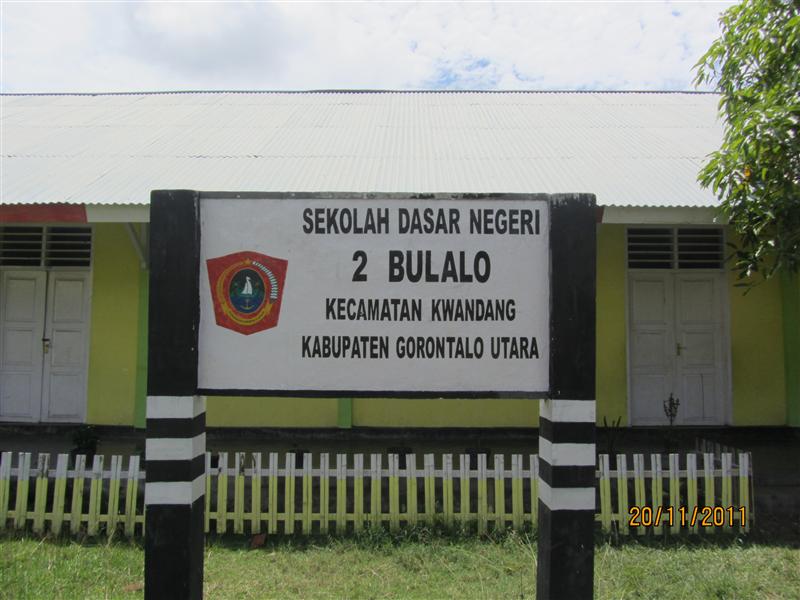 SEKOLAH DASAR NEGERI
2 BULALO
KECAMATAN KWANDANG
KABUPATEN GORONTALO UTARA
20/11/2011